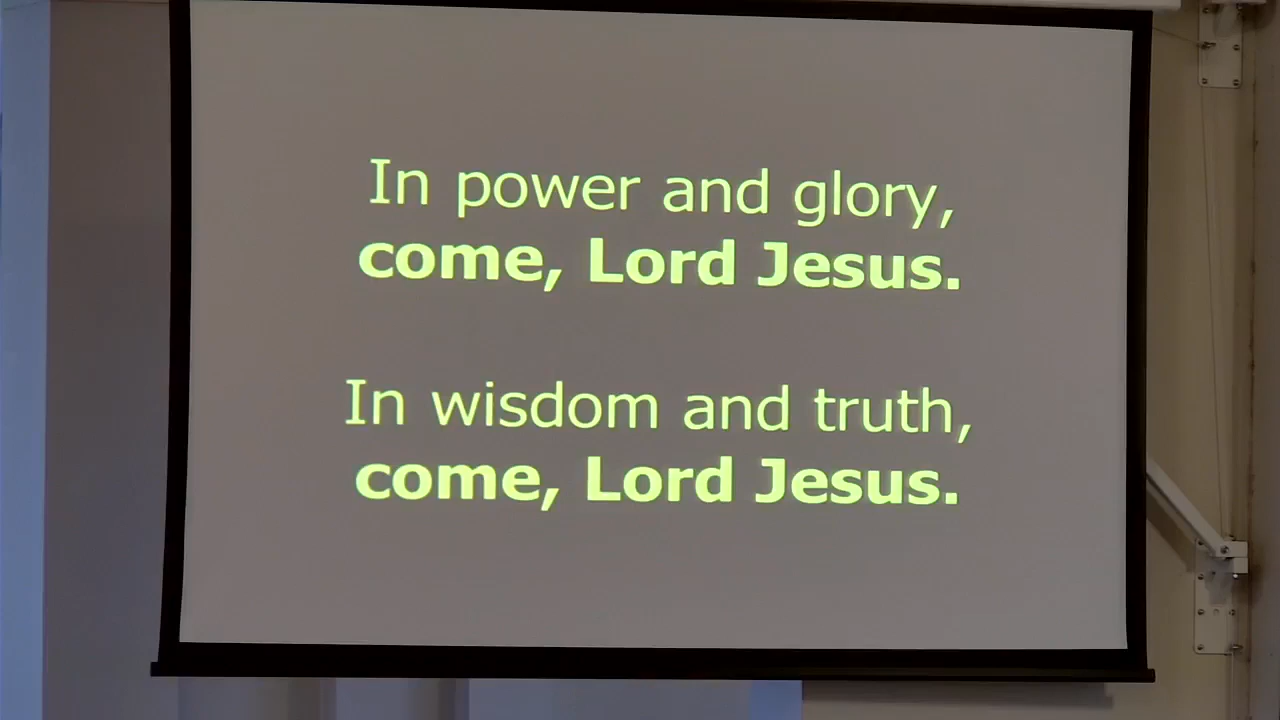 In power and glory,
come, Lord Jesus.
In wisdom and truth,
come, Lord Jesus.